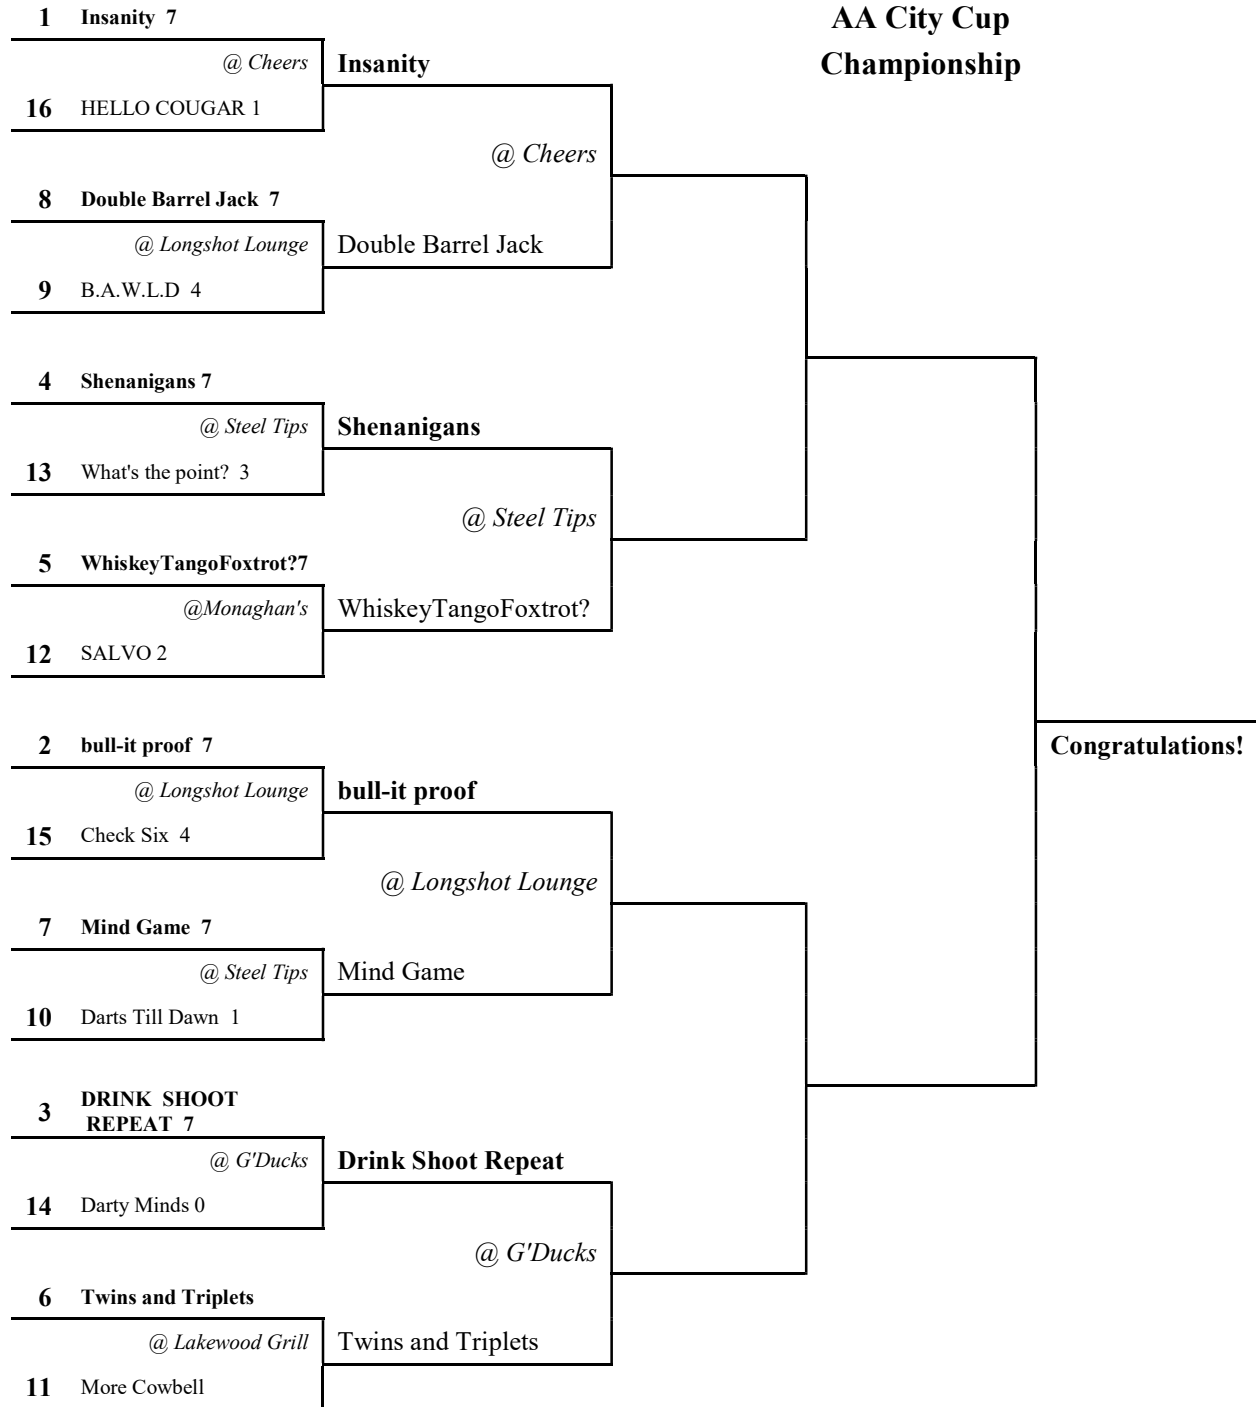 AA City Cup
Championship
1 Insanity 7
@ Cheers
Insanity
16 HELLO COUGAR 1
@ Cheers
8 Double Barrel Jack 7
@ Longshot Lounge
Double Barrel Jack
9 B.A.W.L.D 4
4 Shenanigans 7
@ Steel Tips
Shenanigans
13 What's the point? 3
@ Steel Tips
5 WhiskeyTangoFoxtrot?7
@Monaghan's
WhiskeyTangoFoxtrot?
12 SALVO 2
2 bull-it proof 7
Congratulations!
@ Longshot Lounge
bull-it proof
15 Check Six 4
@ Longshot Lounge
7 Mind Game 7
@ Steel Tips
Mind Game
10 Darts Till Dawn 1
3 DRINK SHOOT
REPEAT 7
@ G'Ducks
Drink Shoot Repeat
14 Darty Minds 0
@ G'Ducks
6 Twins and Triplets
@ Lakewood Grill
Twins and Triplets
11 More Cowbell